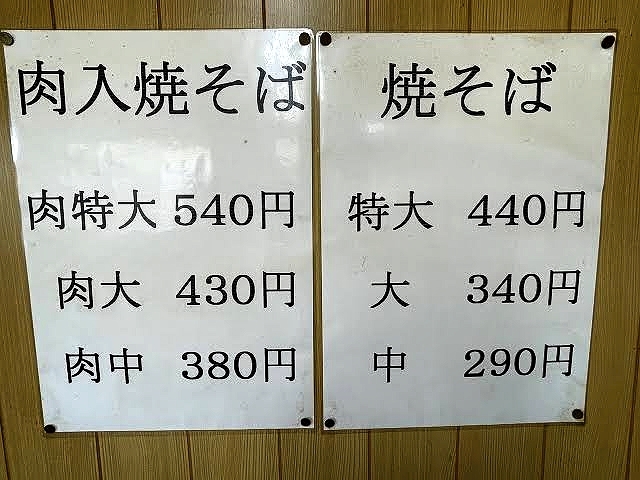 肉入焼そば
肉特大 540円
肉大 430円
肉中 380円
焼そば
特大 440円
大 340円
中 290円